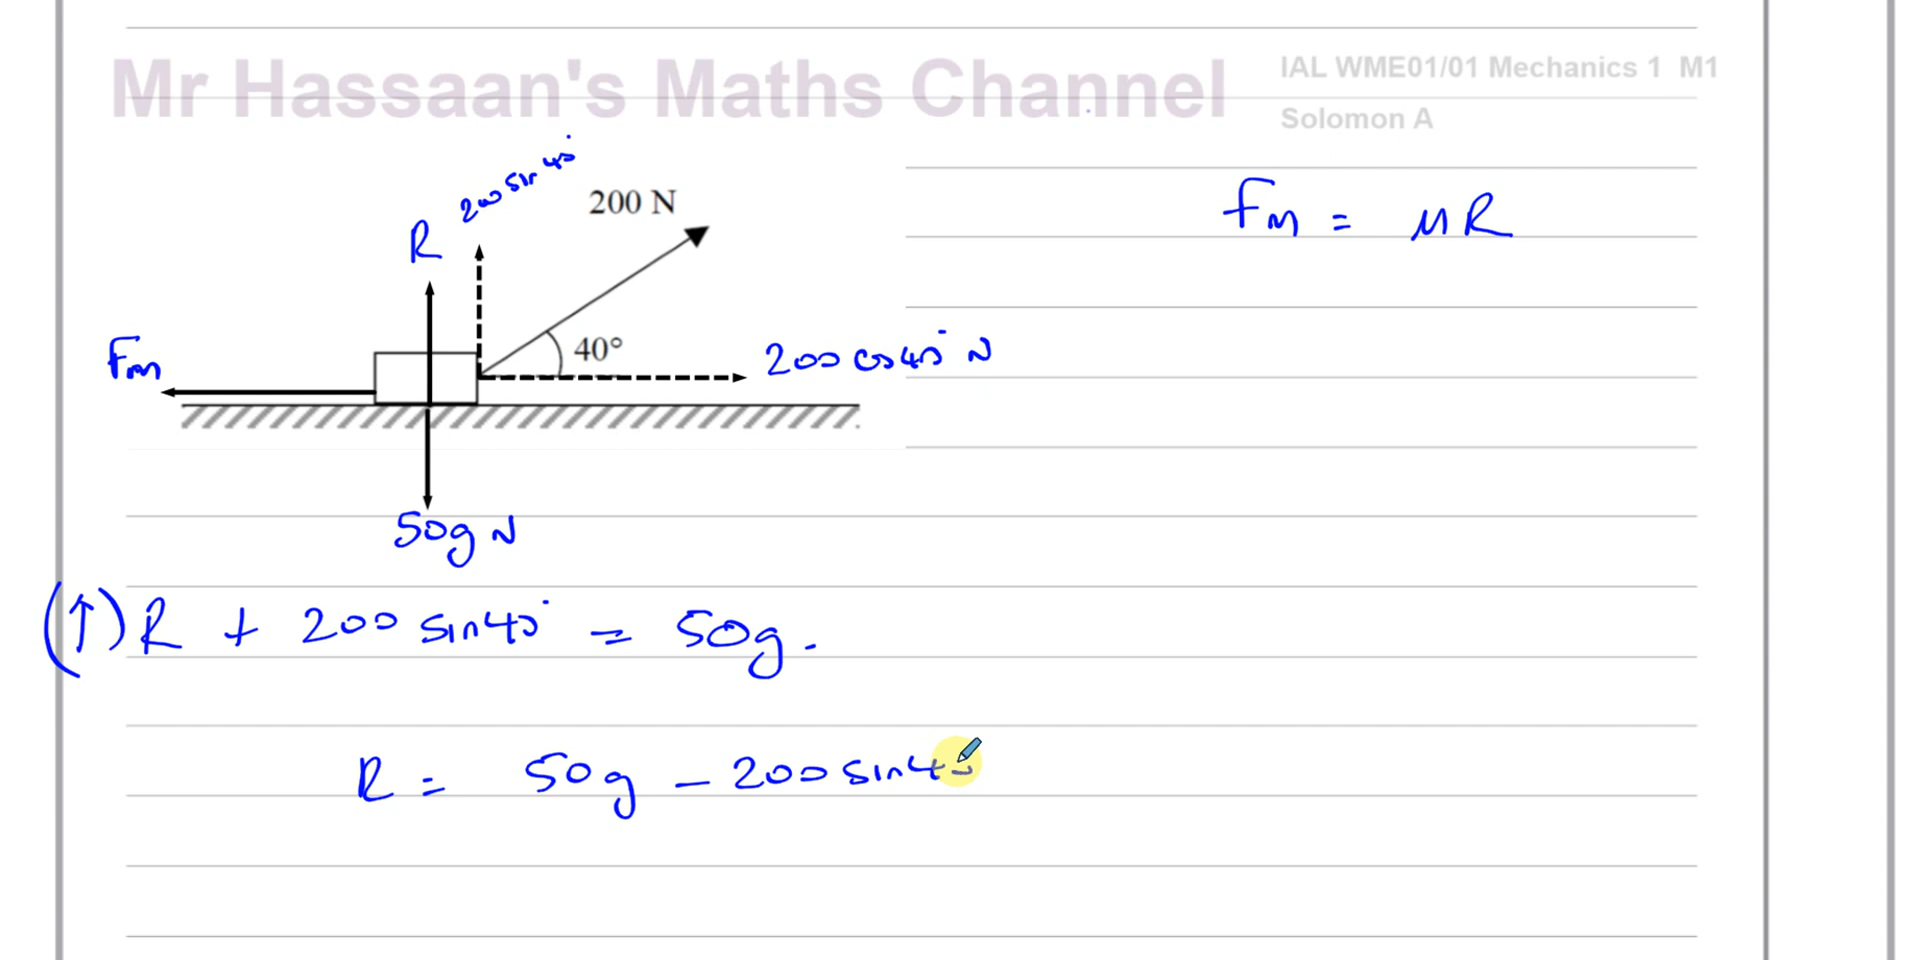 Mr Hassaan's Maths Channel
IAL WME01/01 Mechanics 1 M1
Solomon A
200 sin 40°
200 N
R
Fm = μR
Fm
40°
200 cos 40° N
50g N
(↑) R + 200 sin 40° = 50g.
R = 50g - 200 sin 40